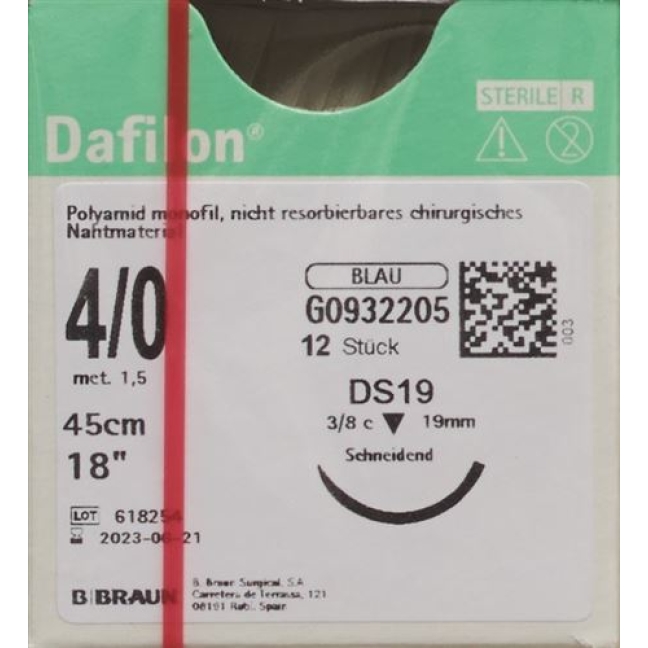 STERILE R
Dafilon®
Polyamid monofil, nicht resorbierbares chirurgisches
Nahtmaterial
BLAU
4/0
G0932205
12 Stück
003
met. 1,5
DS19
45cm
3/8 c 19mm
18"
Schneidend
LOT 618254
2023-06-21
B|BRAUN
B. Braun Surgical, S.A.
Carretera de Terrassa, 121
08191 Rubí. Spain